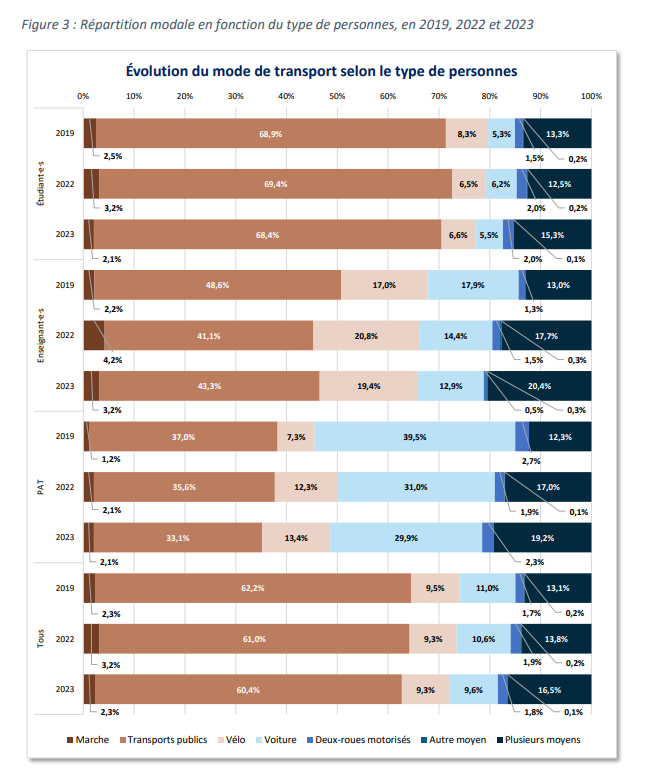 Figure 3 : Répartition modale en fonction du type de personnes, en 2019, 2022 et 2023
Évolution du mode de transport selon le type de personnes
0% 10% 20% 30% 40% 50% 60% 70% 80% 90% 100%
Étudiant·e·s
2019 68,9% 8,3% 5,3% 13,3%
2,5% 1,5% 0,2%
2022 69,4% 6,5% 6,2% 12,5%
3,2% 2,0% 0,2%
2023 68,4% 6,6% 5,5% 15,3%
2,1% 2,0% 0,1%
Enseignant·e·s
2019 48,6% 17,0% 17,9% 13,0%
2,2% 1,3%
2022 41,1% 20,8% 14,4% 17,7%
4,2% 1,5% 0,3%
2023 43,3% 19,4% 12,9% 20,4%
3,2% 0,5% 0,3%
PAT
2019 37,0% 7,3% 39,5% 12,3%
1,2% 2,7%
2022 35,6% 12,3% 31,0% 17,0%
2,1% 1,9% 0,1%
2023 33,1% 13,4% 29,9% 19,2%
2,1% 2,3%
Tous
2019 62,2% 9,5% 11,0% 13,1%
2,3% 1,7% 0,2%
2022 61,0% 9,3% 10,6% 13,8%
3,2% 1,9% 0,2%
2023 60,4% 9,3% 9,6% 16,5%
2,3% 1,8% 0,1%
Marche Transports publics Vélo Voiture Deux-roues motorisés Autre moyen Plusieurs moyens